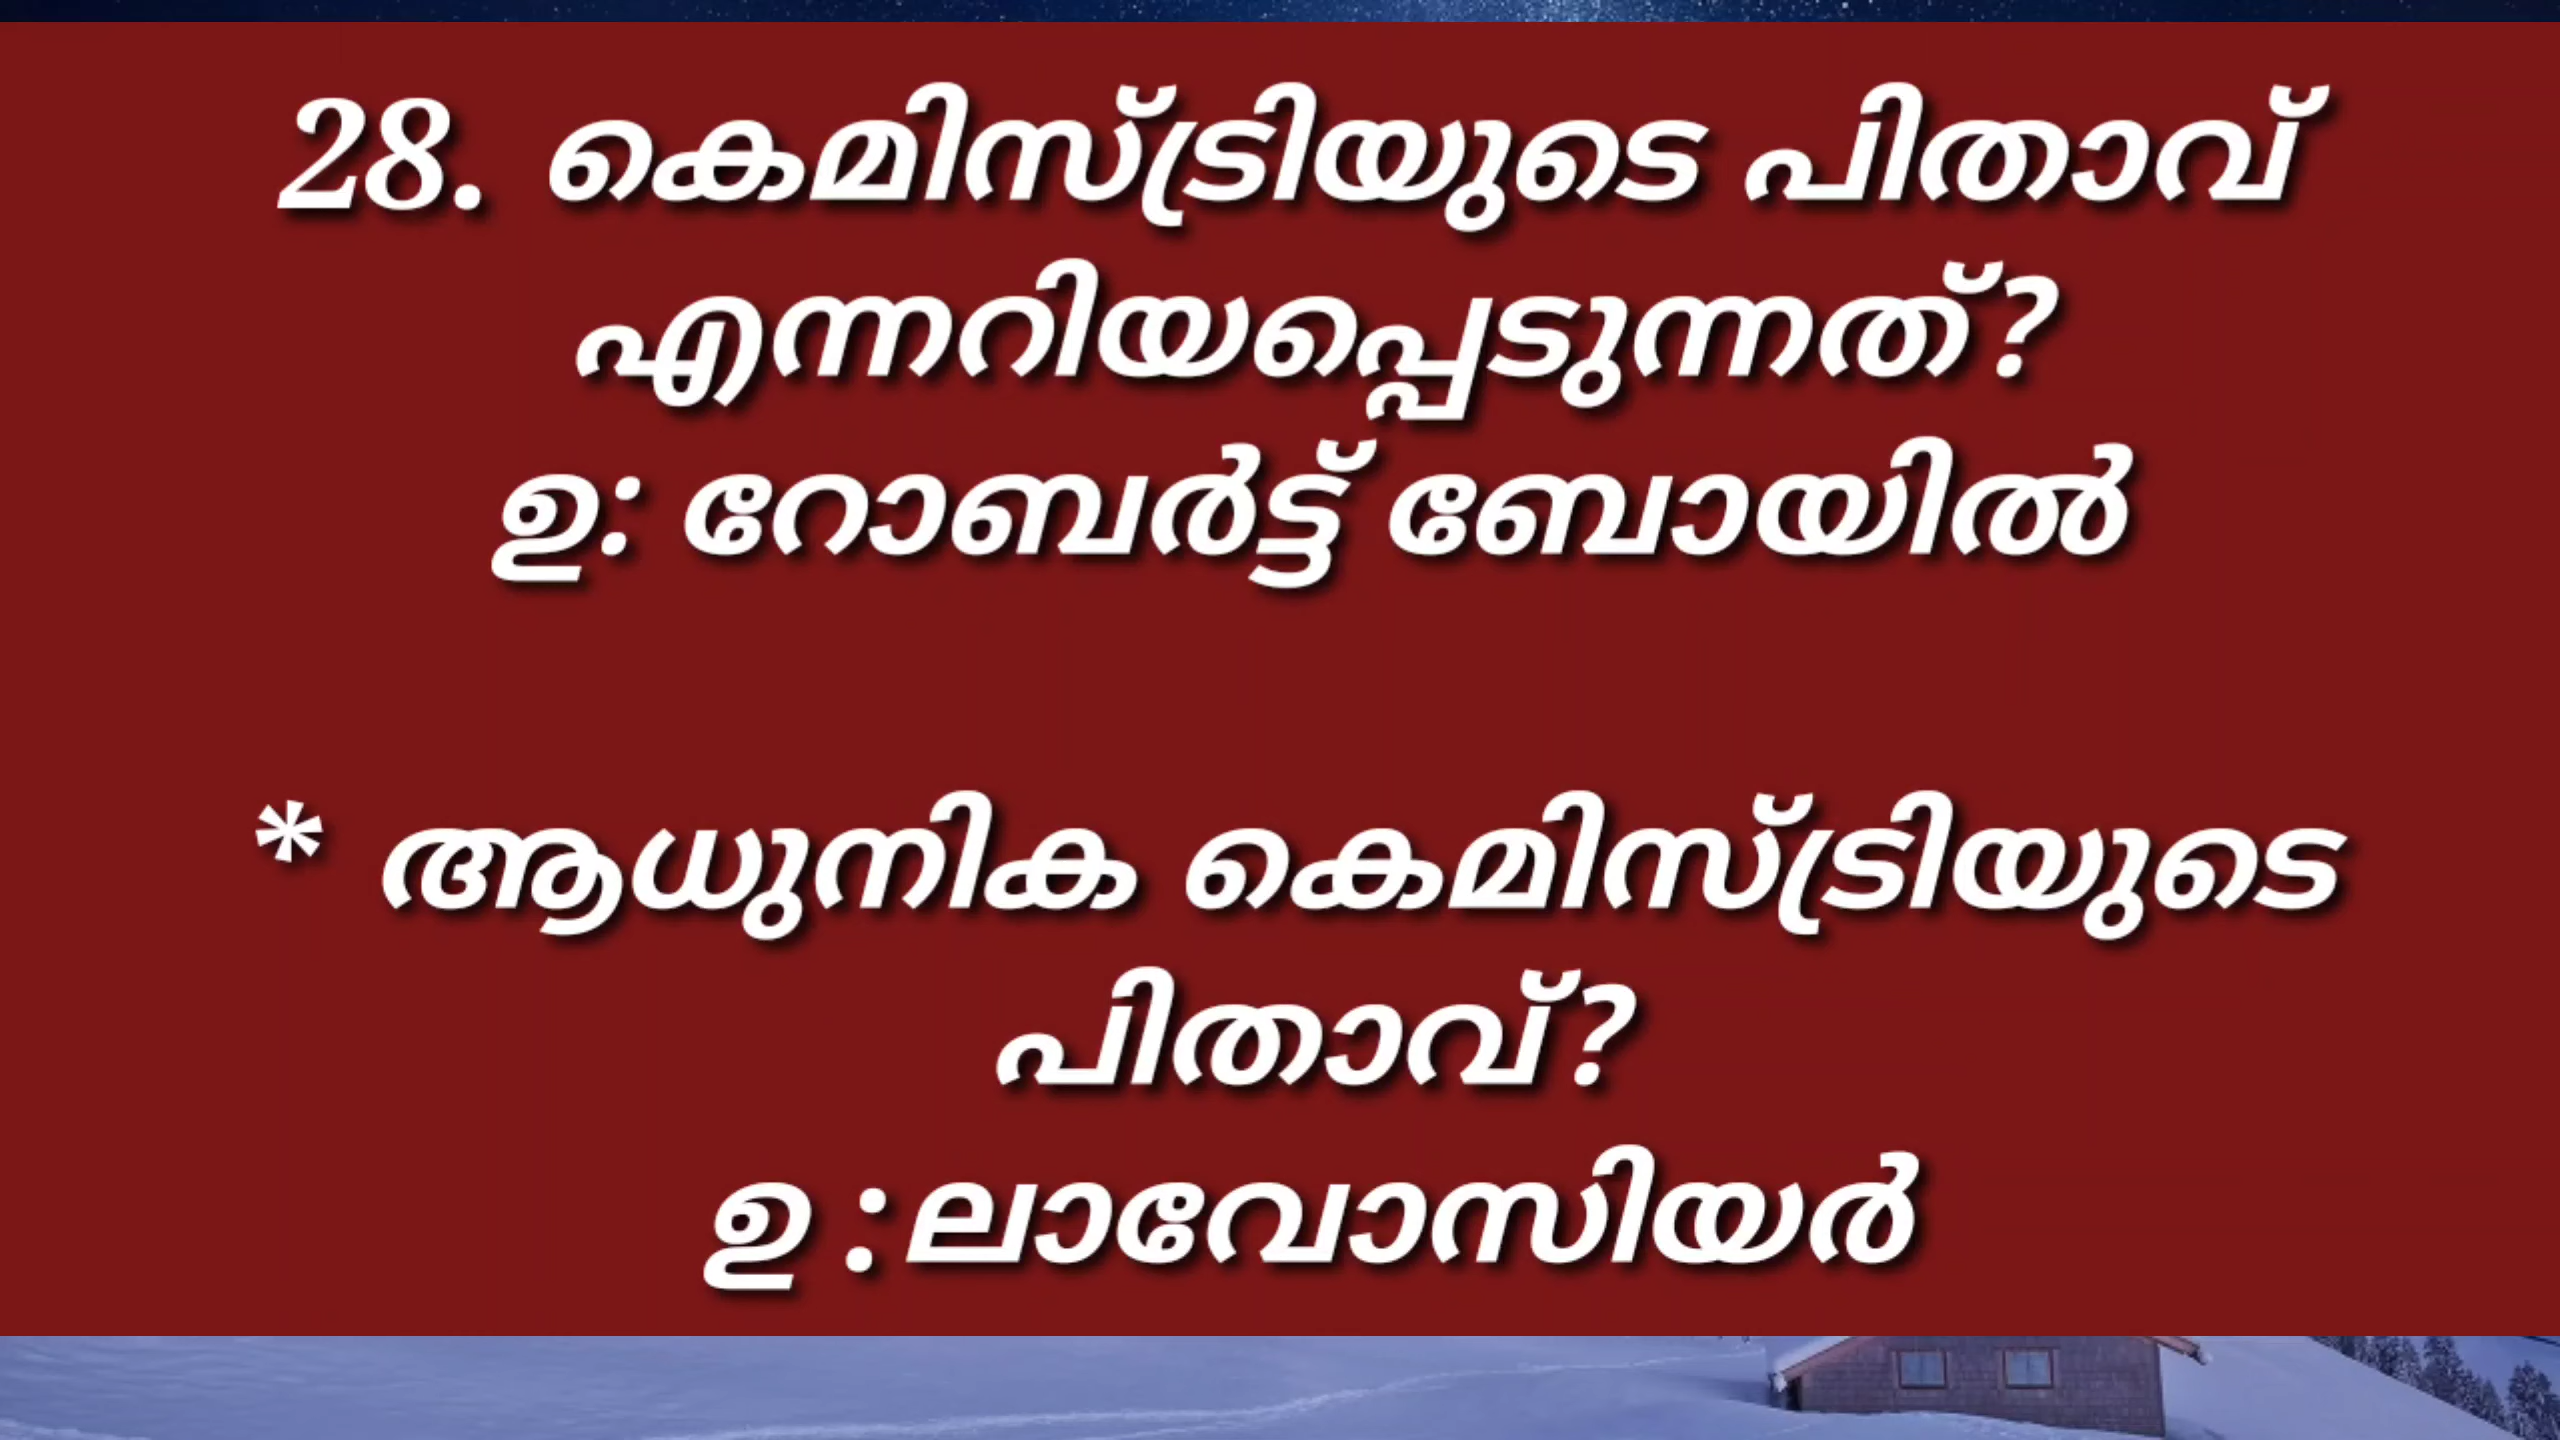 28. കെമിസ്ട്രിയുടെ പിതാവ്
എന്നറിയപ്പെടുന്നത്?
ഉ: റോബർട്ട് ബോയിൽ
* ആധുനിക കെമിസ്ട്രിയുടെ
പിതാവ്?
ഉ :ലാവോസിയർ